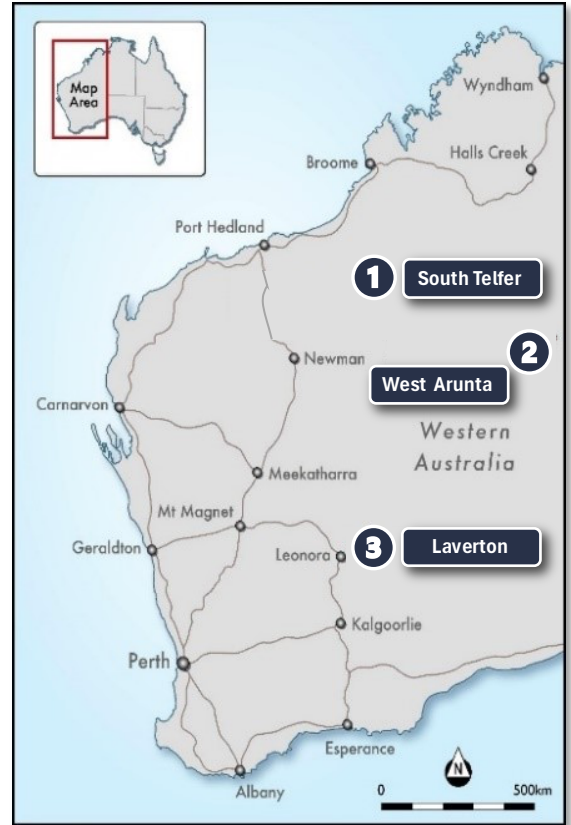 Map
Area
Wyndham
Halls Creek
Broome
Port Hedland
1
South Telfer
2
Newman
West Arunta
Carnarvon
Western
Australia
Meekatharra
Mt Magnet
Geraldton
Leonora
3
Laverton
Kalgoorlie
Perth
Esperance
Albany
N
0
500km